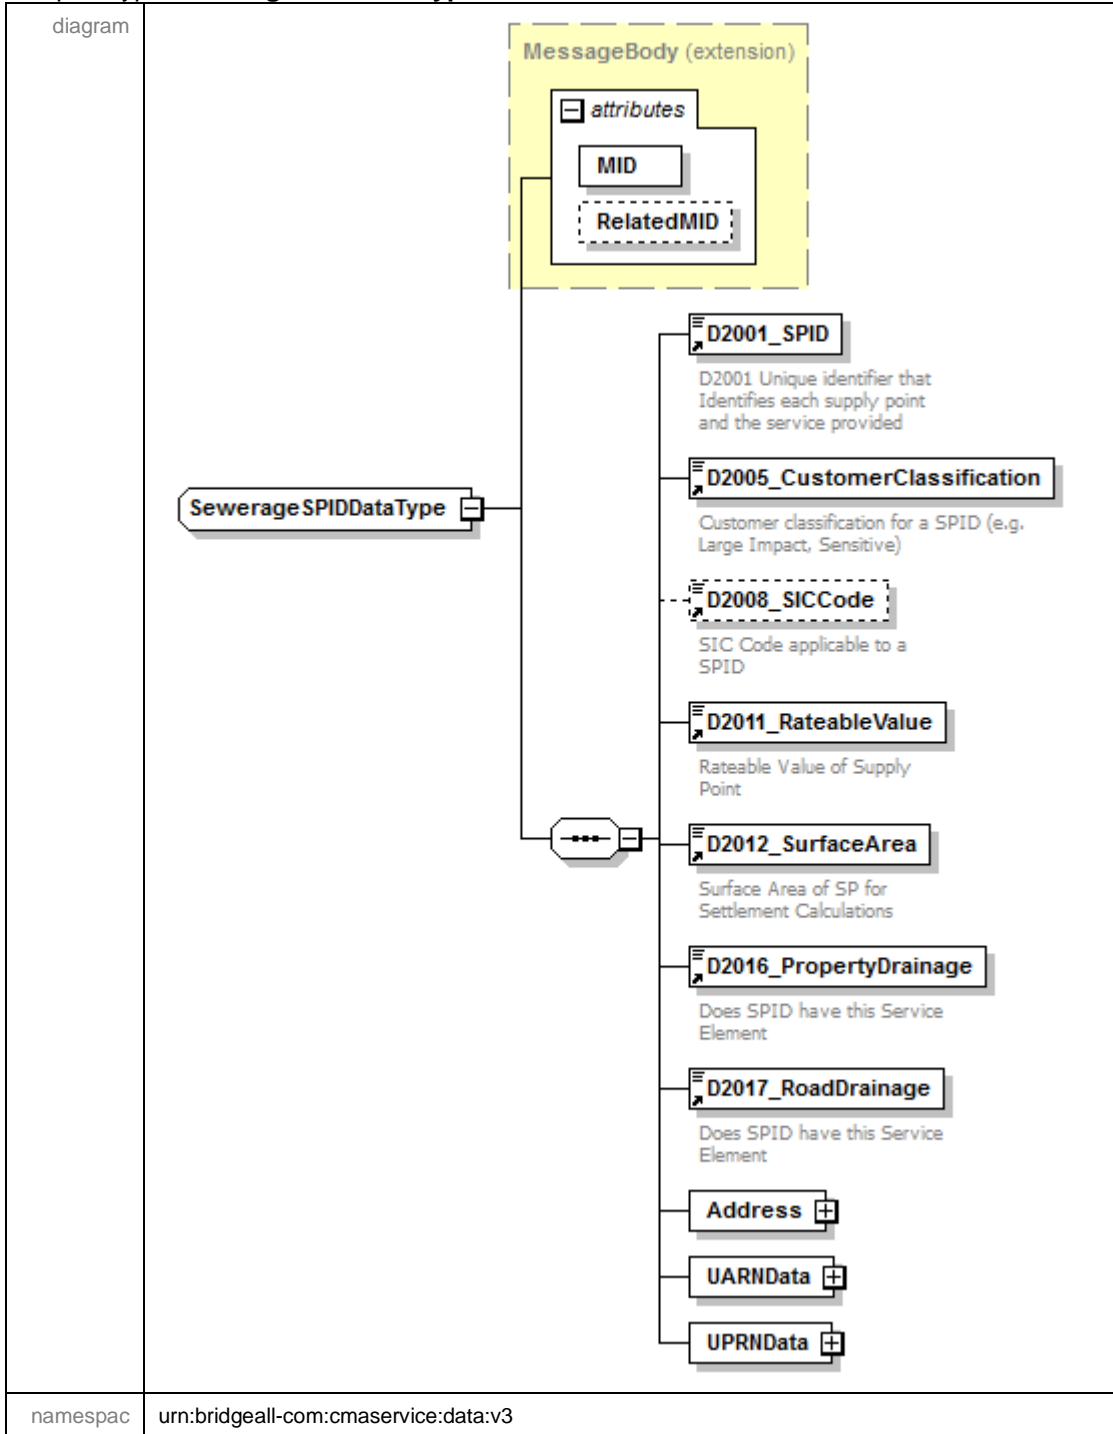 diagram
MessageBody (extension)
attributes
MID
RelatedMID
D2001_SPID
D2001 Unique identifier that
Identifies each supply point
and the service provided
SewerageSPIDDataType
D2005_CustomerClassification
Customer classification for a SPID (e.g.
Large Impact, Sensitive)
D2008_SICCode
SIC Code applicable to a
SPID
D2011_RateableValue
Rateable Value of Supply
Point
D2012_SurfaceArea
Surface Area of SP for
Settlement Calculations
D2016_PropertyDrainage
Does SPID have this Service
Element
D2017_RoadDrainage
Does SPID have this Service
Element
Address
UARNData
UPRNData
namespac
urn:bridgeall-com:cmaservice:data:v3